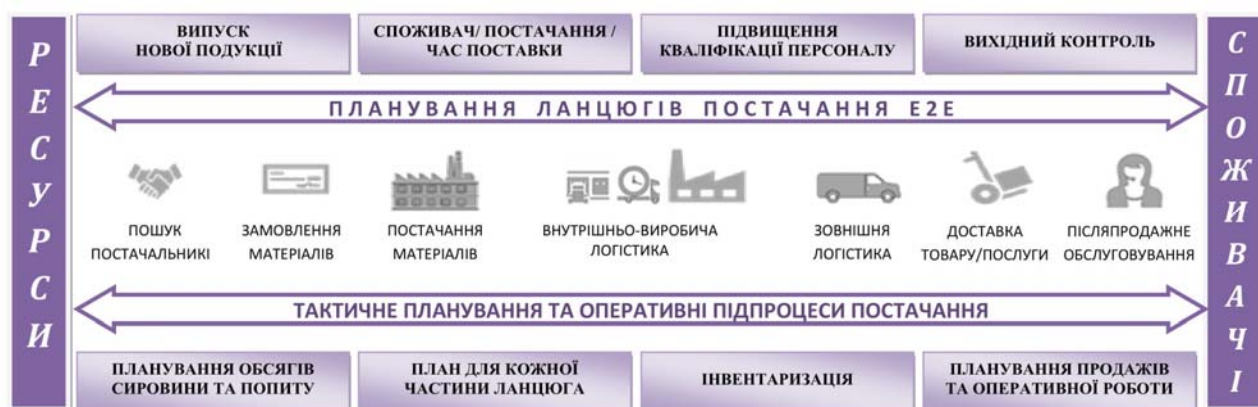 РЕСУРСИ
ВИПУСК
НОВОЇ ПОДУКЦІЇ
СПОЖИВАЧ/ ПОСТАЧАННЯ /
ЧАС ПОСТАВКИ
ПІДВИЩЕННЯ
КВАЛІФІКАЦІЇ ПЕРСОНАЛУ
ВИХІДНИЙ КОНТРОЛЬ
СПОЖИВАЧІ
ПЛАНУВАННЯ ЛАНЦЮГІВ ПОСТАЧАННЯ E2E
ПОШУК
ПОСТАЧАЛЬНИКІ
ЗАМОВЛЕННЯ
МАТЕРІАЛІВ
ПОСТАЧАННЯ
МАТЕРІАЛІВ
ВНУТРІШНЬО-ВИРОБИЧА
ЛОГІСТИКА
ЗОВНІШНЯ
ЛОГІСТИКА
ДОСТАВКА
ТОВАРУ/ПОСЛУГИ
ПІСЛЯПРОДАЖНЕ
ОБСЛУГОВУВАННЯ
ТАКТИЧНЕ ПЛАНУВАННЯ ТА ОПЕРАТИВНІ ПІДПРОЦЕСИ ПОСТАЧАННЯ
ПЛАНУВАННЯ ОБСЯГІВ
СИРОВИНИ ТА ПОПИТУ
ПЛАН ДЛЯ КОЖНОЇ
ЧАСТИНИ ЛАНЦЮГА
ІНВЕНТАРИЗАЦІЯ
ПЛАНУВАННЯ ПРОДАЖІВ
ТА ОПЕРАТИВНОЇ РОБОТИ